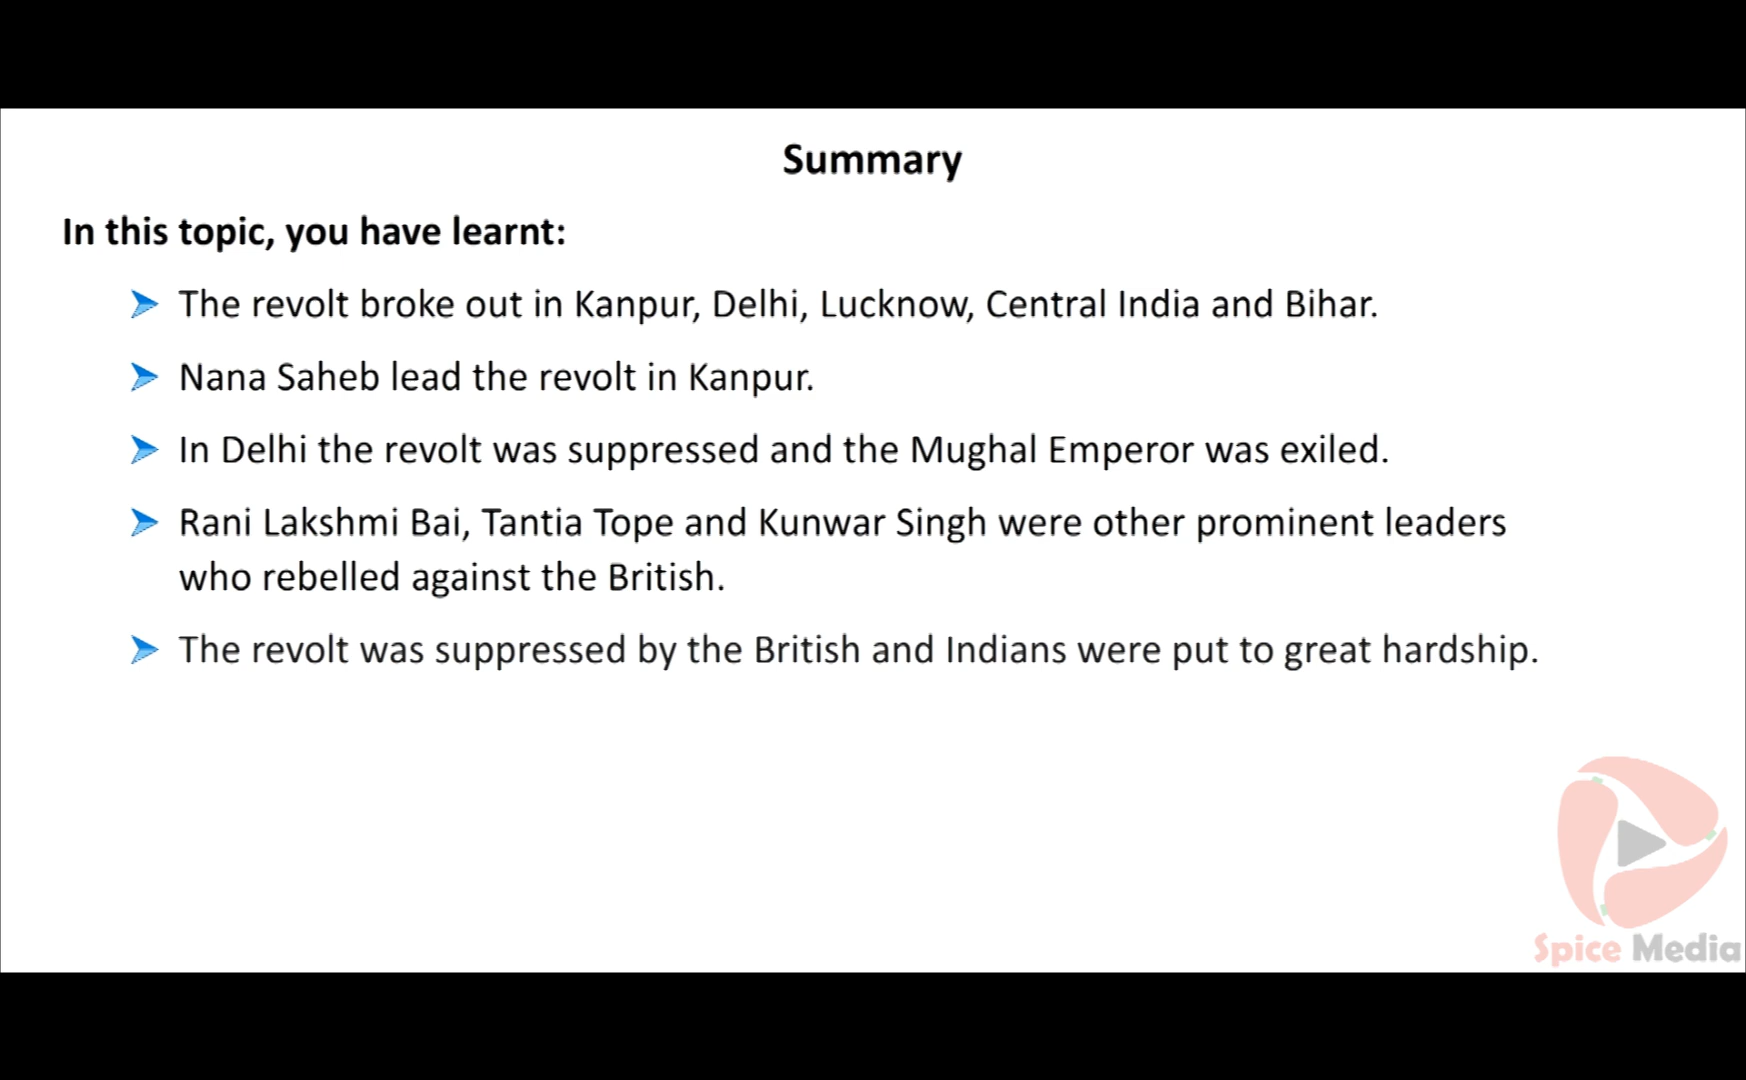 Summary
In this topic, you have learnt:
The revolt broke out in Kanpur, Delhi, Lucknow, Central India and Bihar.
Nana Saheb lead the revolt in Kanpur.
In Delhi the revolt was suppressed and the Mughal Emperor was exiled.
Rani Lakshmi Bai, Tantia Tope and Kunwar Singh were other prominent leaders
who rebelled against the British.
The revolt was suppressed by the British and Indians were put to great hardship.
Spice Media